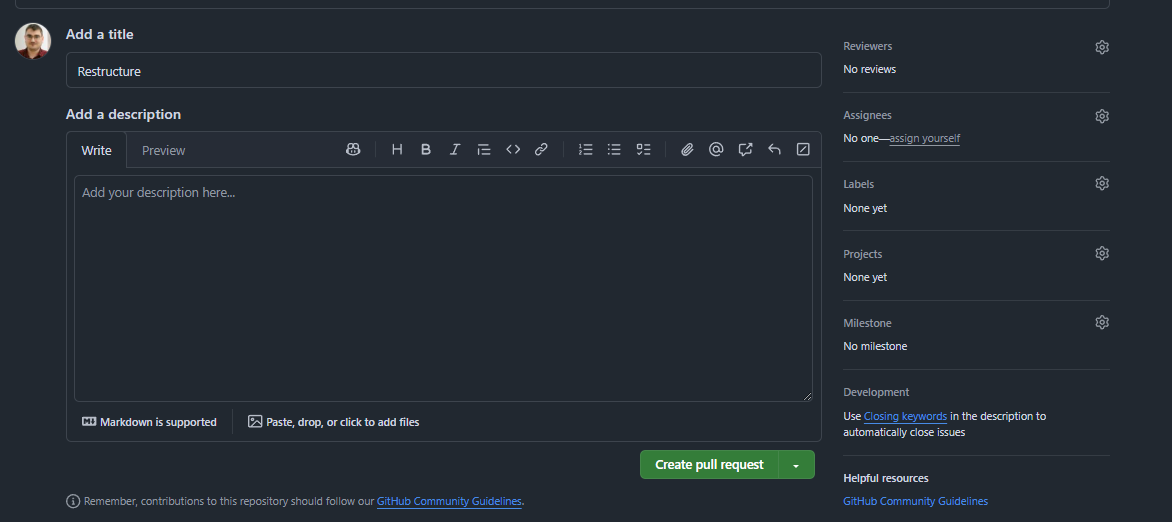 Add a title
Restructure
Add a description
Write
Preview
H B I
Add your description here...
Markdown is supported
Paste, drop, or click to add files
Create pull request
Remember, contributions to this repository should follow our GitHub Community Guidelines.
Reviewers
No reviews
Assignees
No one—assign yourself
Labels
None yet
Projects
None yet
Milestone
No milestone
Development
Use Closing keywords in the description to
automatically close issues
Helpful resources
GitHub Community Guidelines